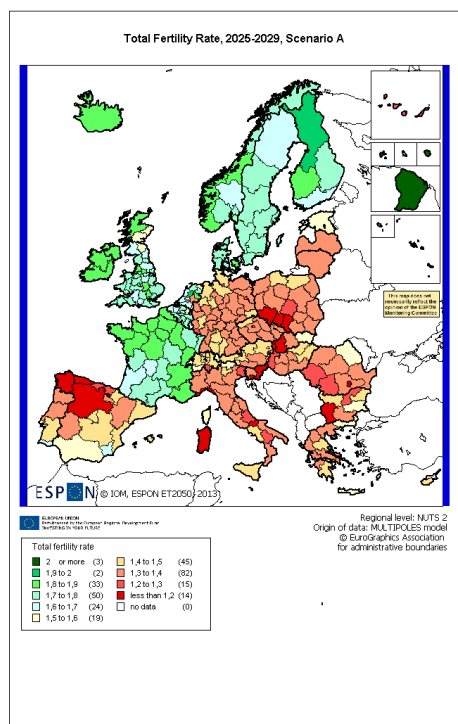 Total Fertility Rate, 2025-2029, Scenario A
This map does not
necessarily reflect the
opinion of the ESPON
Monitoring Committee
ESPON © IOM, ESPON ET2050, 2013
EUROPEAN UNION
Part-financed by the European Regional Development Fund
INVESTING IN YOUR FUTURE
Regional level: NUTS 2
Origin of data: MULTIPOLES model
© EuroGraphics Association
for administrative boundaries
Total fertility rate
2 or more (3)
1,9 to 2 (2)
1,8 to 1,9 (33)
1,7 to 1,8 (50)
1,6 to 1,7 (24)
1,5 to 1,6 (19)
1,4 to 1,5 (45)
1,3 to 1,4 (82)
1,2 to 1,3 (15)
less than 1,2 (14)
no data (0)